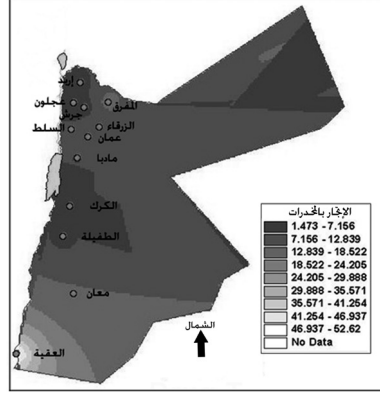 إربد
عجلون
جرش
المفرق
السلط
الزرقاء
عمان
مادبا
الكرك
الطفيلة
معان
العقبة
الشمال
الإتجار بالمخدرات
1.473 - 7.156
7.156 - 12.839
12.839 - 18.522
18.522 - 24.205
24.205 - 29.888
29.888 - 35.571
35.571 - 41.254
41.254 - 46.937
46.937 - 52.62
No Data